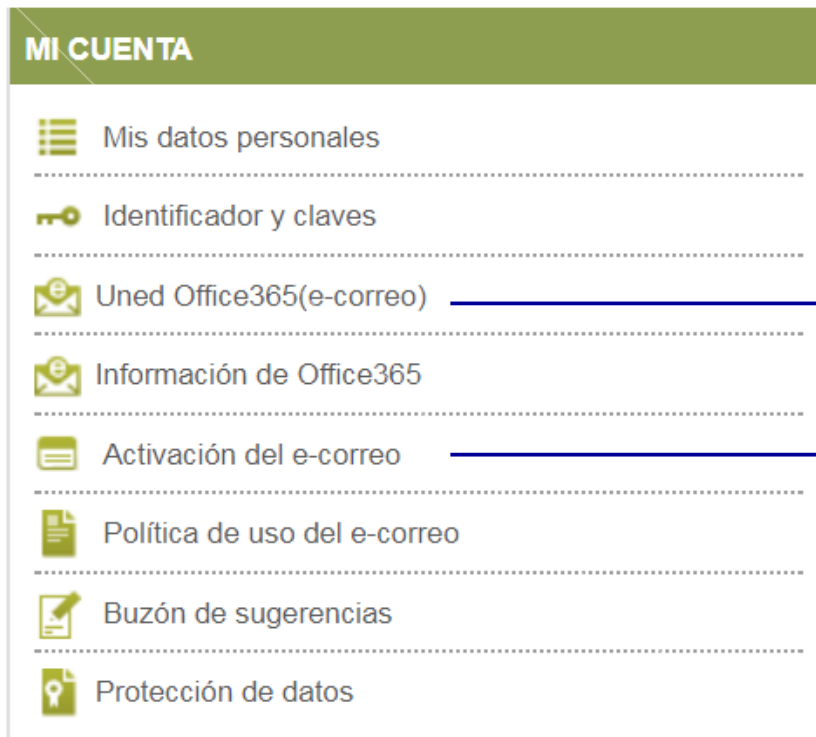 MI CUENTA
Mis datos personales
Identificador y claves
Uned Office365(e-correo)
Información de Office365
Activación del e-correo
Política de uso del e-correo
Buzón de sugerencias
Protección de datos